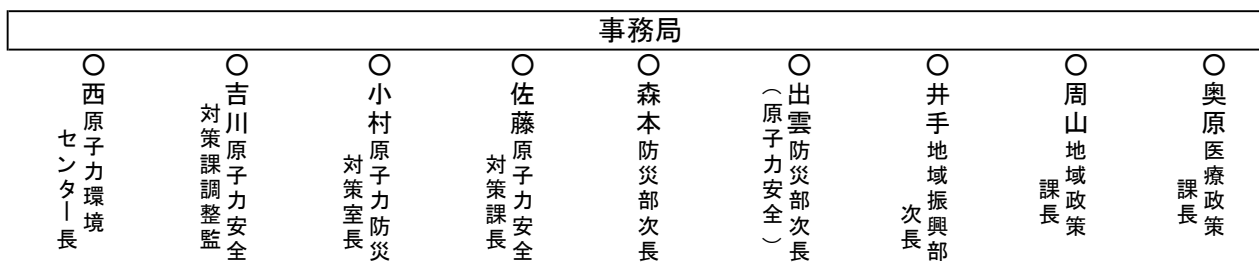 事務局
○奥原医療政策
課長
○周山地域政策
課長
○井手地域振興部
次長
○出雲防災部次長
（原子力安全）
○森本防災部次長
○佐藤原子力安全
対策課長
○小村原子力防災
対策室長
○吉川原子力安全
対策課調整監
○西原子力環境
センター長